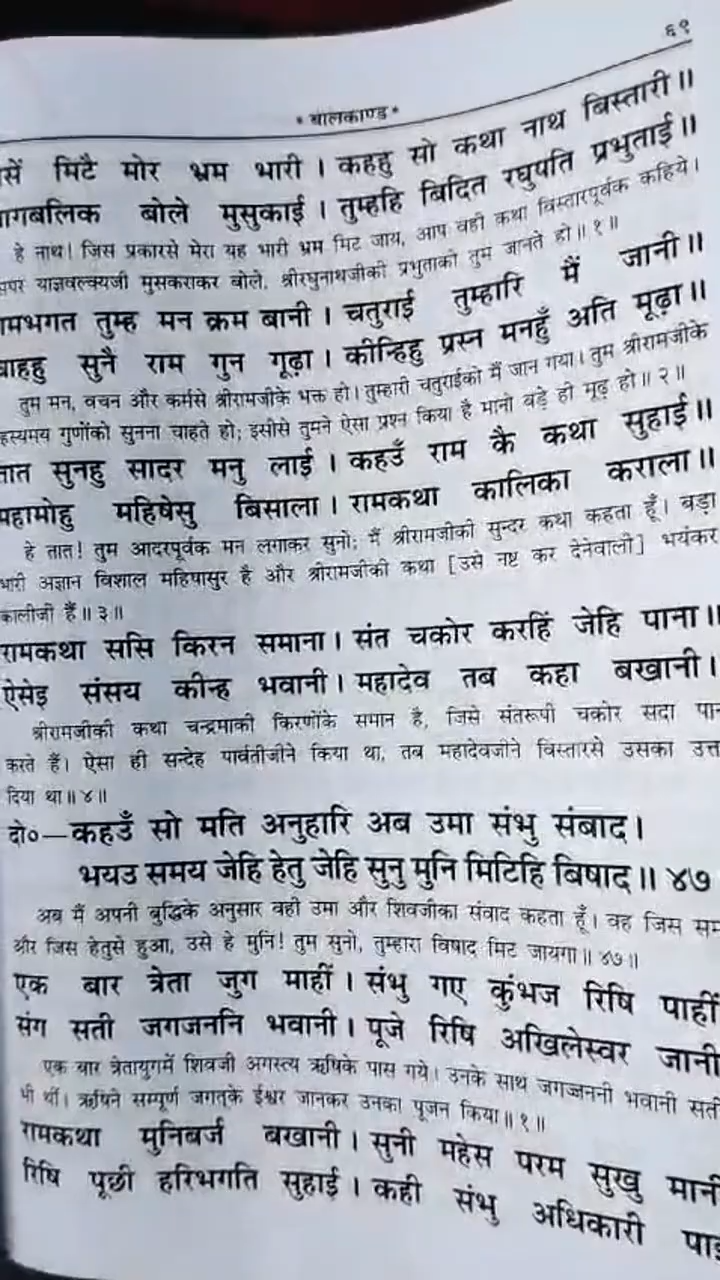 ६९
* बालकाण्ड *
सें मिटै मोर भ्रम भारी । कहहु सो कथा नाथ बिस्तारी ॥
ागबलिक बोले मुसुकाई । तुम्हहि बिदित रघुपति प्रभुताई ॥
हे नाथ! जिस प्रकारसे मेरा यह भारी भ्रम मिट जाय, आप वही कथा विस्तारपूर्वक कहिये।
सपर याज्ञवल्क्यजी मुसकराकर बोले, श्रीरघुनाथजीकी प्रभुताको तुम जानते हो ॥ १ ॥
ामभगत तुम्ह मन क्रम बानी । चतुराई तुम्हारि मैं जानी ॥
चाहहु सुनै राम गुन गूढ़ा । कीन्हिहु प्रस्न मनहुँ अति मूढ़ा ॥
तुम मन, वचन और कर्मसे श्रीरामजीके भक्त हो। तुम्हारी चतुराईको मैं जान गया। तुम श्रीरामजीके
हस्यमय गुणोंको सुनना चाहते हो; इसीसे तुमने ऐसा प्रश्न किया है मानो बड़े ही मूढ़ हो ॥ २ ॥
तात सुनहु सादर मनु लाई । कहउँ राम कै कथा सुहाई ॥
महामोहु महिषेसु बिसाला । रामकथा कालिका कराला ॥
हे तात! तुम आदरपूर्वक मन लगाकर सुनो; मैं श्रीरामजीकी सुन्दर कथा कहता हूँ। बड़ा
भारी अज्ञान विशाल महिषासुर है और श्रीरामजीकी कथा [उसे नष्ट कर देनेवाली] भयंकर
कालीजी हैं ॥ ३ ॥
रामकथा ससि किरन समाना । संत चकोर करहिं जेहि पाना ॥
ऐसेइ संसय कीन्ह भवानी । महादेव तब कहा बखानी ।
श्रीरामजीकी कथा चन्द्रमाकी किरणोंके समान है, जिसे संतरूपी चकोर सदा पान
करते हैं। ऐसा ही सन्देह पार्वतीजीने किया था, तब महादेवजीने विस्तारसे उसका उत्त
दिया था ॥ ४ ॥
दो०—कहउँ सो मति अनुहारि अब उमा संभु संबाद ।
भयउ समय जेहि हेतु जेहि सुनु मुनि मिटिहि बिषाद ॥ ४७
अब मैं अपनी बुद्धिके अनुसार वही उमा और शिवजीका संवाद कहता हूँ। वह जिस सम
और जिस हेतुसे हुआ, उसे हे मुनि! तुम सुनो, तुम्हारा विषाद मिट जायगा ॥ ४७ ॥
एक बार त्रेता जुग माहीं । संभु गए कुंभज रिषि पाहीं
संग सती जगजननि भवानी । पूजे रिषि अखिलेस्वर जानी
एक बार त्रेतायुगमें शिवजी अगस्त्य ऋषिके पास गये। उनके साथ जगज्जननी भवानी सती
भी थीं। ऋषिने सम्पूर्ण जगत्‌के ईश्वर जानकर उनका पूजन किया ॥ १ ॥
रामकथा मुनिबर्ज बखानी । सुनी महेस परम सुखु मानी
रिषि पूछी हरिभगति सुहाई । कही संभु अधिकारी पाई